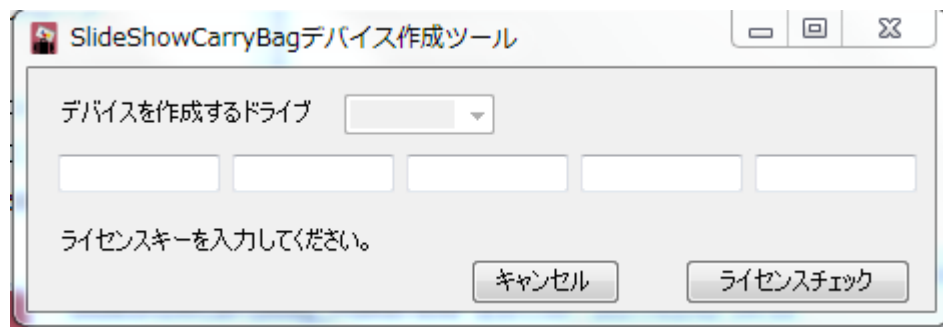 SlideShowCarryBagデバイス作成ツール
デバイスを作成するドライブ
ライセンスキーを入力してください。
キャンセル ライセンスチェック